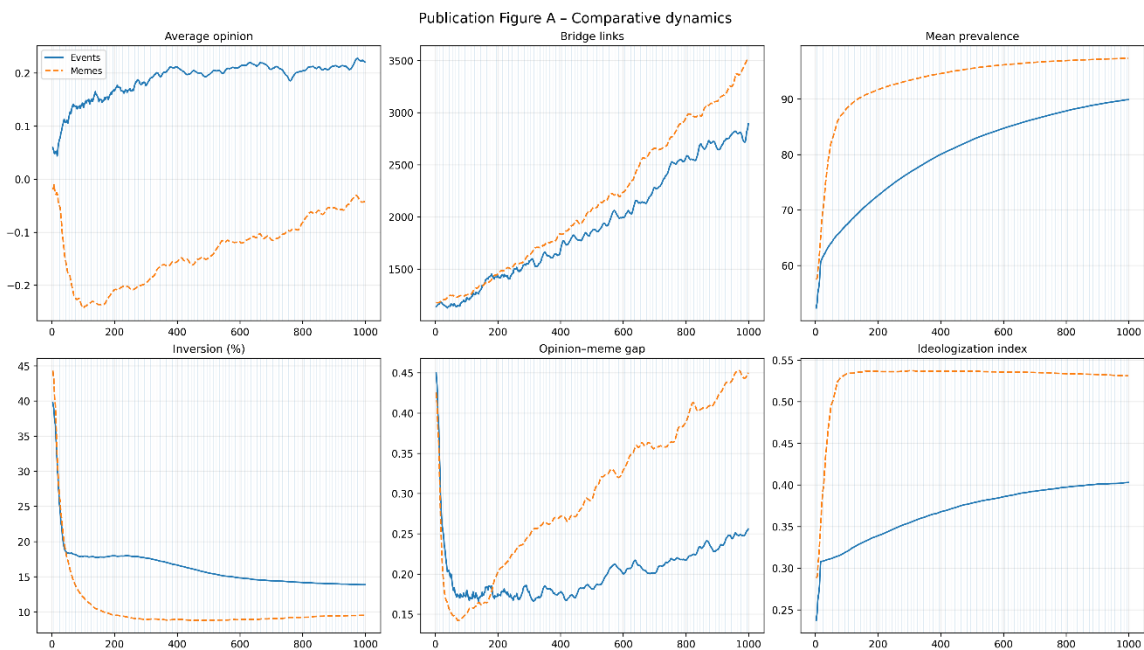 Publication Figure A – Comparative dynamics
Average opinion
Events
Memes
0.2
0.1
0.0
−0.1
−0.2
0 200 400 600 800 1000
Bridge links
3500
3000
2500
2000
1500
0 200 400 600 800 1000
Mean prevalence
90
80
70
60
0 200 400 600 800 1000
Inversion (%)
45
40
35
30
25
20
15
10
0 200 400 600 800 1000
Opinion–meme gap
0.45
0.40
0.35
0.30
0.25
0.20
0.15
0 200 400 600 800 1000
Ideologization index
0.55
0.50
0.45
0.40
0.35
0.30
0.25
0 200 400 600 800 1000